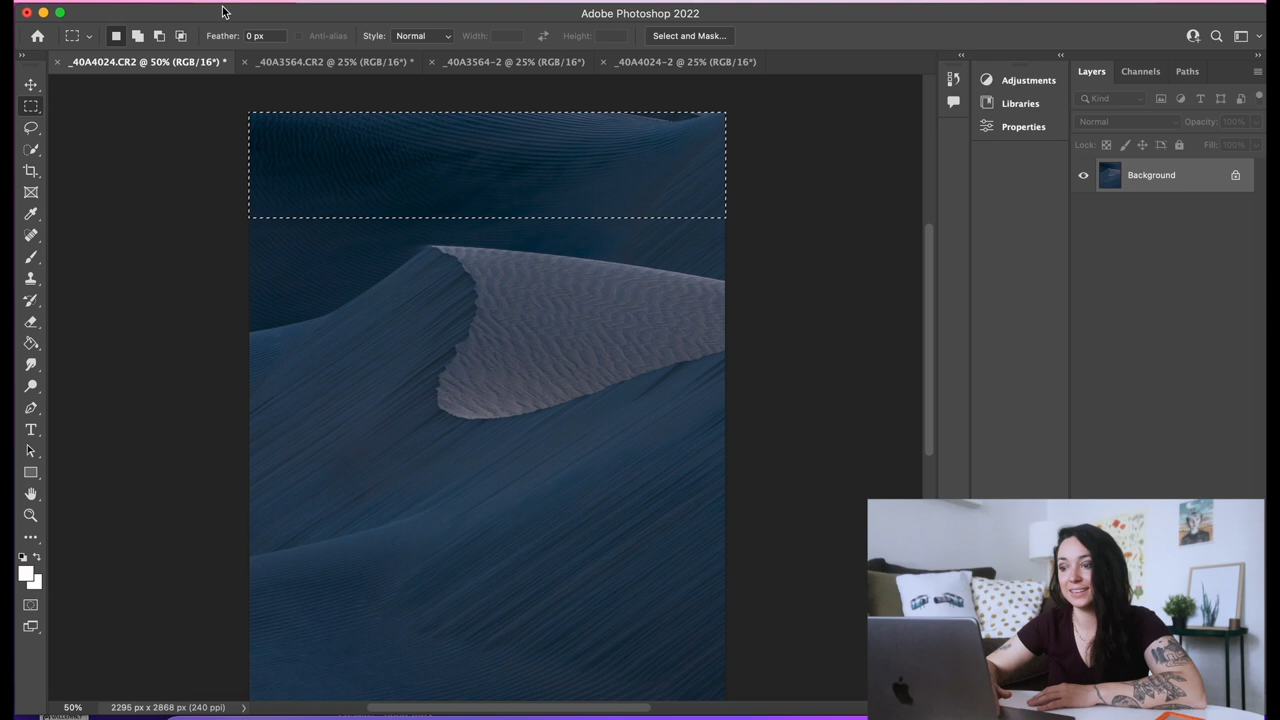 Adobe Photoshop 2022
Feather: 0 px Anti-alias Style: Normal Width: Height: Select and Mask...
_40A4024.CR2 @ 50% (RGB/16*) * _40A3564.CR2 @ 25% (RGB/16*) * _40A3564-2 @ 25% (RGB/16*) _40A4024-2 @ 25% (RGB/16*)
Adjustments
Libraries
Properties
Layers Channels Paths
Kind
Normal Opacity: 100%
Lock: Fill: 100%
Background
50% 2295 px x 2868 px (240 ppi)